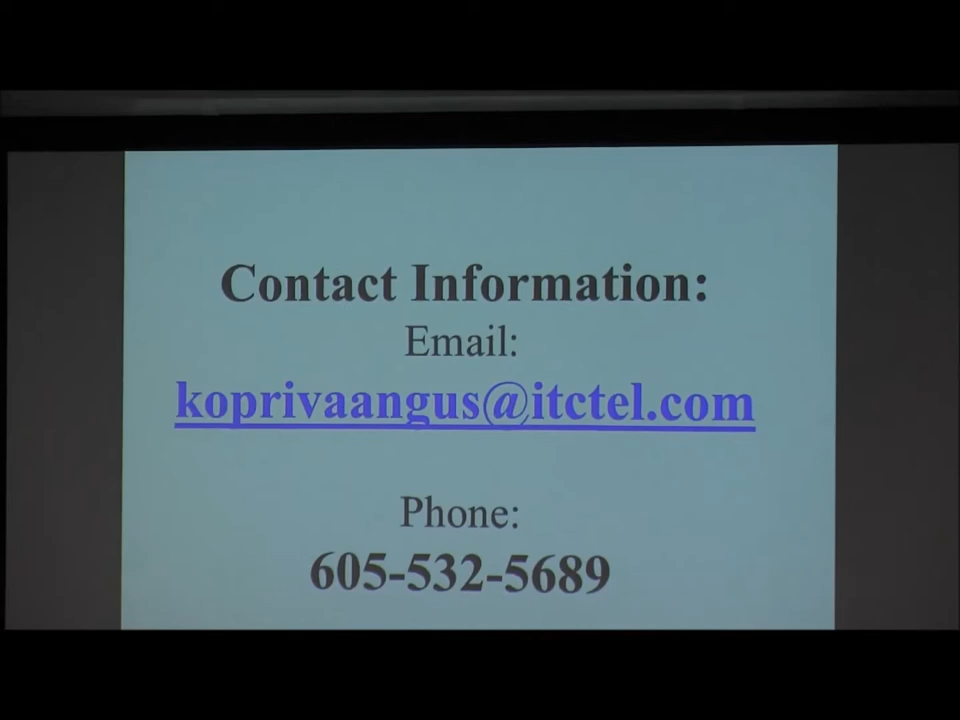 Contact Information:
Email:
koprivaangus@itctel.com
Phone:
605-532-5689